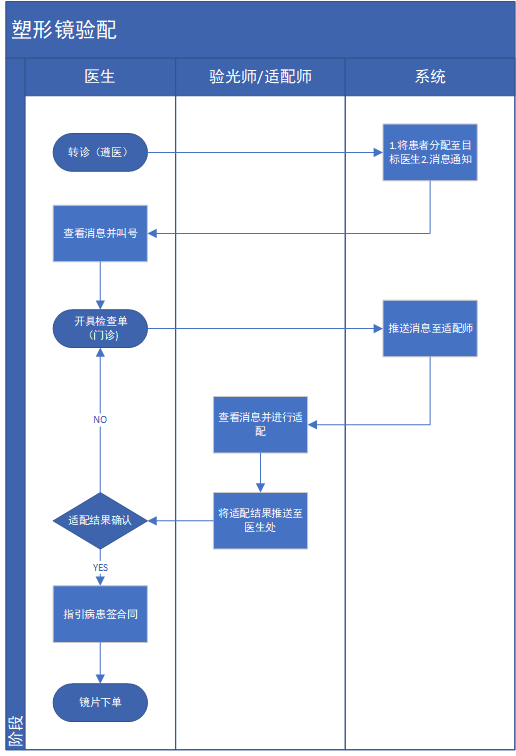 塑形镜验配
医生
验光师/适配师
系统
转诊（遵医）
1.将患者分配至目
标医生2.消息通知
查看消息并叫号
开具检查单
（门诊)
推送消息至适配师
查看消息并进行适
配
NO
将适配结果推送至
医生处
适配结果确认
YES
指引病患签合同
镜片下单
阶段